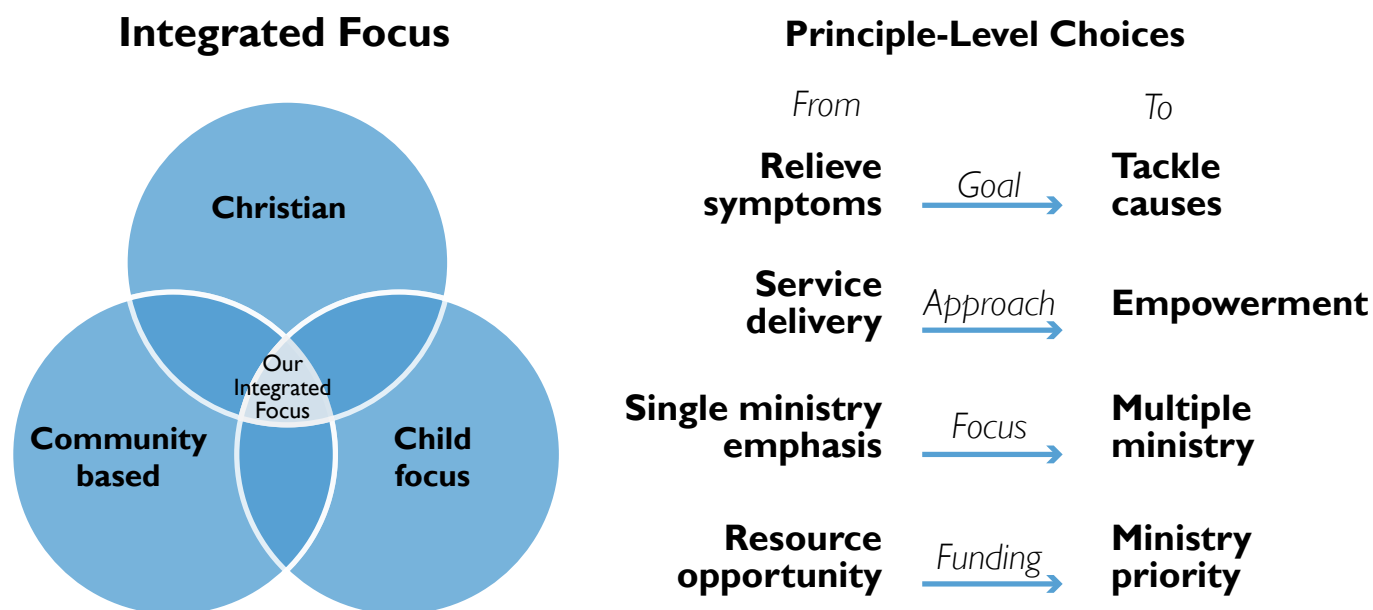 Integrated Focus
Christian
Our
Integrated
Focus
Community
based
Child
focus
Principle-Level Choices
From
To
Relieve
symptoms
Goal
Tackle
causes
Service
delivery
Approach
Empowerment
Single ministry
emphasis
Focus
Multiple
ministry
Resource
opportunity
Funding
Ministry
priority